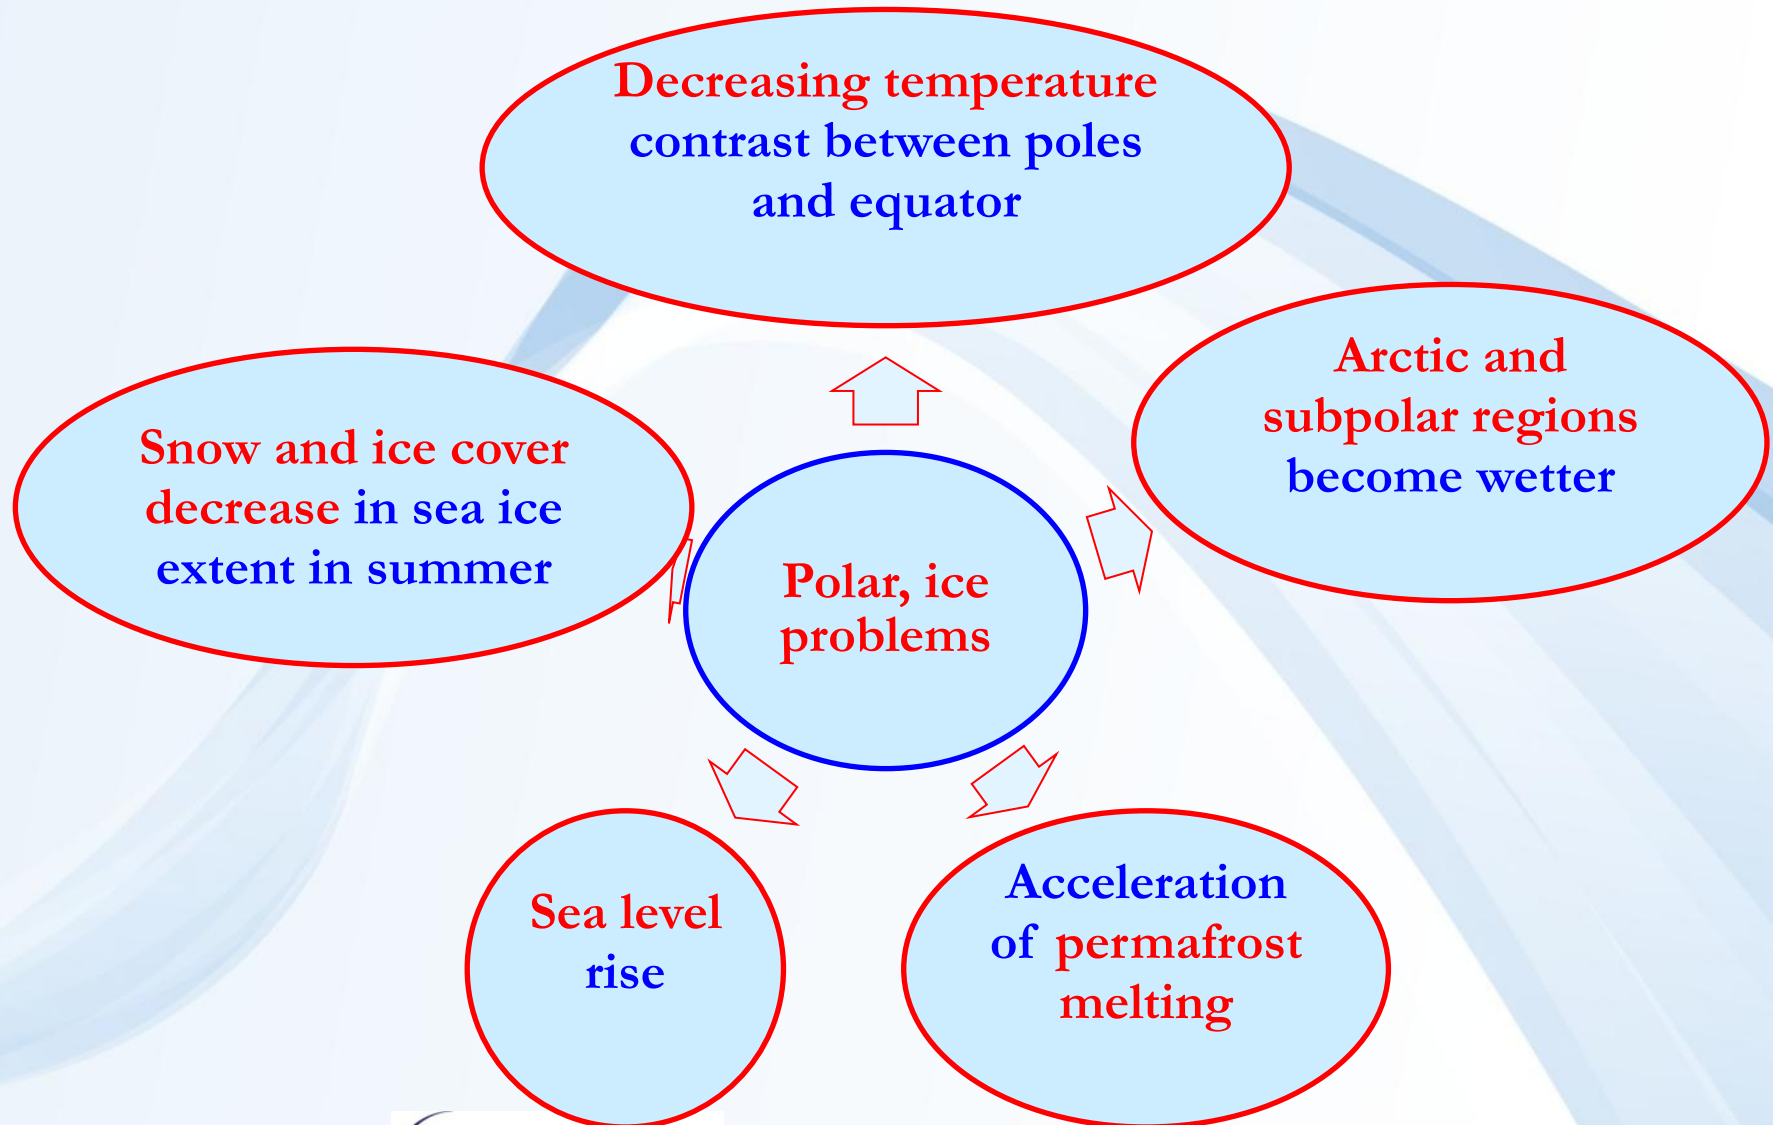 Decreasing temperature
contrast between poles
and equator
Arctic and
subpolar regions
become wetter
Snow and ice cover
decrease in sea ice
extent in summer
Polar, ice
problems
Sea level
rise
Acceleration
of permafrost
melting